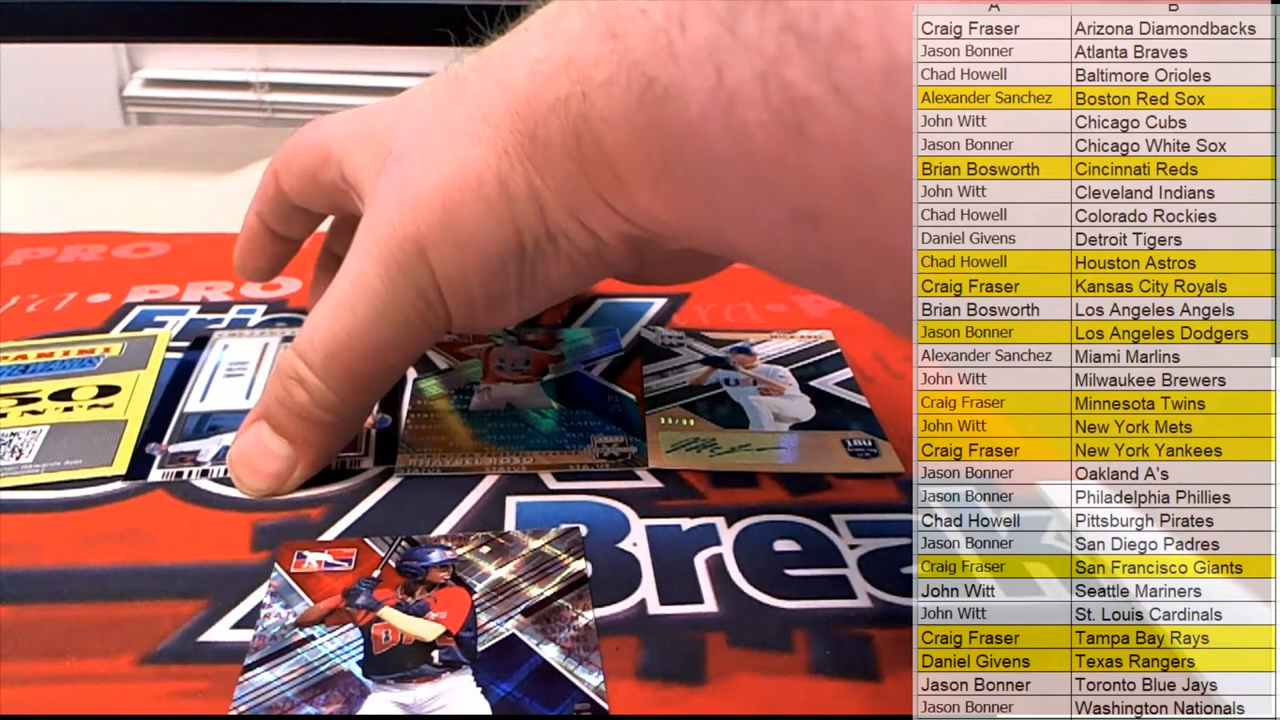 A B
Craig Fraser Arizona Diamondbacks
Jason Bonner Atlanta Braves
Chad Howell Baltimore Orioles
Alexander Sanchez Boston Red Sox
John Witt Chicago Cubs
Jason Bonner Chicago White Sox
Brian Bosworth Cincinnati Reds
John Witt Cleveland Indians
Chad Howell Colorado Rockies
Daniel Givens Detroit Tigers
Chad Howell Houston Astros
Craig Fraser Kansas City Royals
Brian Bosworth Los Angeles Angels
Jason Bonner Los Angeles Dodgers
Alexander Sanchez Miami Marlins
John Witt Milwaukee Brewers
Craig Fraser Minnesota Twins
John Witt New York Mets
Craig Fraser New York Yankees
Jason Bonner Oakland A's
Jason Bonner Philadelphia Phillies
Chad Howell Pittsburgh Pirates
Jason Bonner San Diego Padres
Craig Fraser San Francisco Giants
John Witt Seattle Mariners
John Witt St. Louis Cardinals
Craig Fraser Tampa Bay Rays
Daniel Givens Texas Rangers
Jason Bonner Toronto Blue Jays
Jason Bonner Washington Nationals
PRO
PRO
PANINI
50
STATUS STATUS
Brea